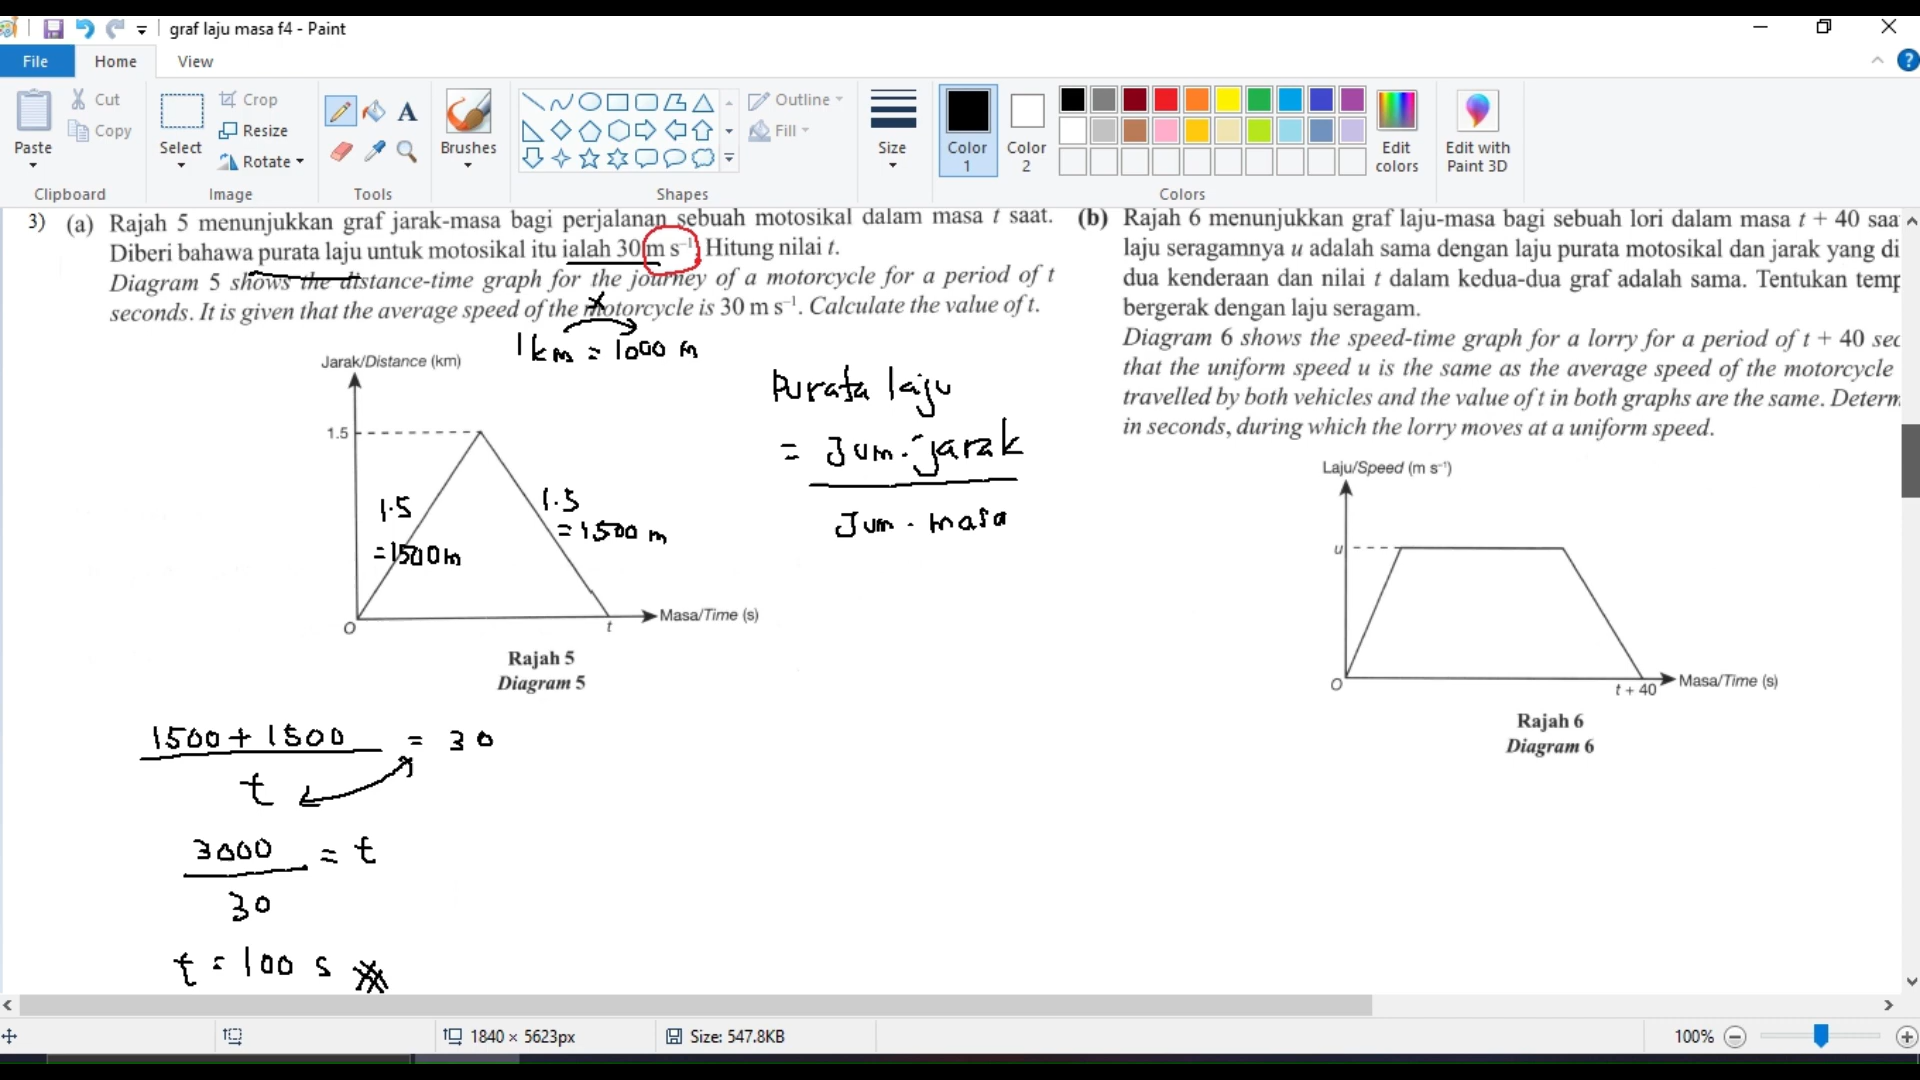 graf laju masa f4 - Paint
File
Home
View
Paste
Cut
Copy
Clipboard
Select
Crop
Resize
Rotate
Image
A
Tools
Brushes
Outline
Fill
Shapes
Size
Color 1
Color 2
Edit colors
Edit with Paint 3D
Colors
3) (a) Rajah 5 menunjukkan graf jarak-masa bagi perjalanan sebuah motosikal dalam masa t saat.
Diberi bahawa purata laju untuk motosikal itu ialah 30 m s⁻¹. Hitung nilai t.
Diagram 5 shows the distance-time graph for the journey of a motorcycle for a period of t
seconds. It is given that the average speed of the motorcycle is 30 m s⁻¹. Calculate the value of t.
x
1 km = 1000 m
Jarak/Distance (km)
1.5
1.5
= 1500 m
1.5
= 1500 m
O
t
Masa/Time (s)
Rajah 5
Diagram 5
Purata laju
= Jum. jarak
Jum. masa
1500 + 1500 = 30
t
3000 = t
30
t = 100 s
(b) Rajah 6 menunjukkan graf laju-masa bagi sebuah lori dalam masa t + 40 saa
laju seragamnya u adalah sama dengan laju purata motosikal dan jarak yang di
dua kenderaan dan nilai t dalam kedua-dua graf adalah sama. Tentukan temp
bergerak dengan laju seragam.
Diagram 6 shows the speed-time graph for a lorry for a period of t + 40 sec
that the uniform speed u is the same as the average speed of the motorcycle
travelled by both vehicles and the value of t in both graphs are the same. Determ
in seconds, during which the lorry moves at a uniform speed.
Laju/Speed (m s⁻¹)
u
O
t + 40
Masa/Time (s)
Rajah 6
Diagram 6
1840 × 5623px
Size: 547.8KB
100%